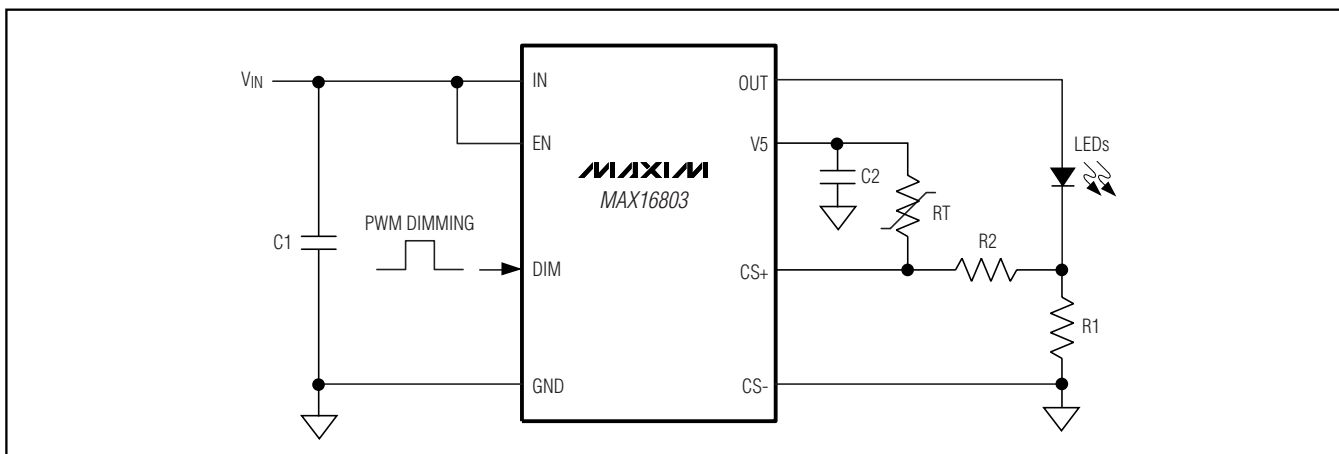 VIN
IN
OUT
EN
V5
LEDs
MAXIM
MAX16803
C2
RT
C1
PWM DIMMING
R2
DIM
CS+
R1
GND
CS-